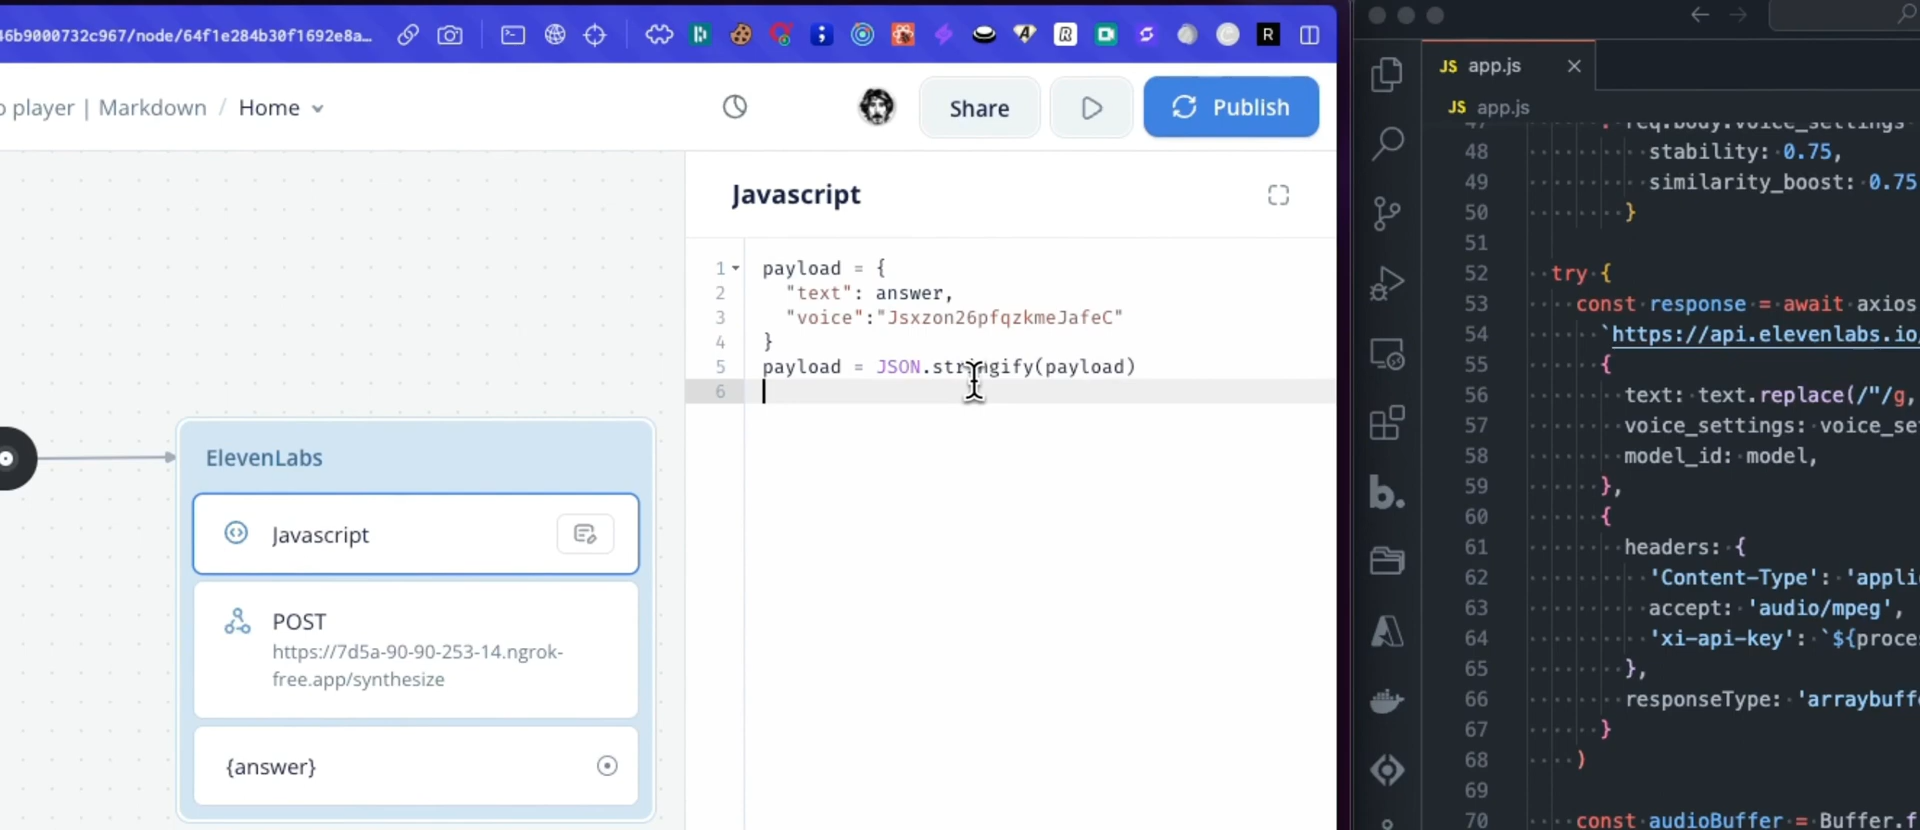 46b9000732c967/node/64f1e284b30f1692e8a...
o player | Markdown / Home
Share
Publish
Javascript
1 payload = {
2 "text": answer,
3 "voice":"Jsxzon26pfqzkmeJafeC"
4 }
5 payload = JSON.stringify(payload)
6
ElevenLabs
Javascript
POST
https://7d5a-90-90-253-14.ngrok-
free.app/synthesize
{answer}
JS app.js
JS app.js
47 : req.body.voice_settings
48 stability: 0.75,
49 similarity_boost: 0.75
50 }
51
52 try {
53 const response = await axios
54 `https://api.elevenlabs.io/
55 {
56 text: text.replace(/"/g,
57 voice_settings: voice_se
58 model_id: model,
59 },
60 {
61 headers: {
62 'Content-Type': 'appli
63 accept: 'audio/mpeg',
64 'xi-api-key': `${proce
65 },
66 responseType: 'arraybuff
67 }
68 )
69
70 const audioBuffer = Buffer.f